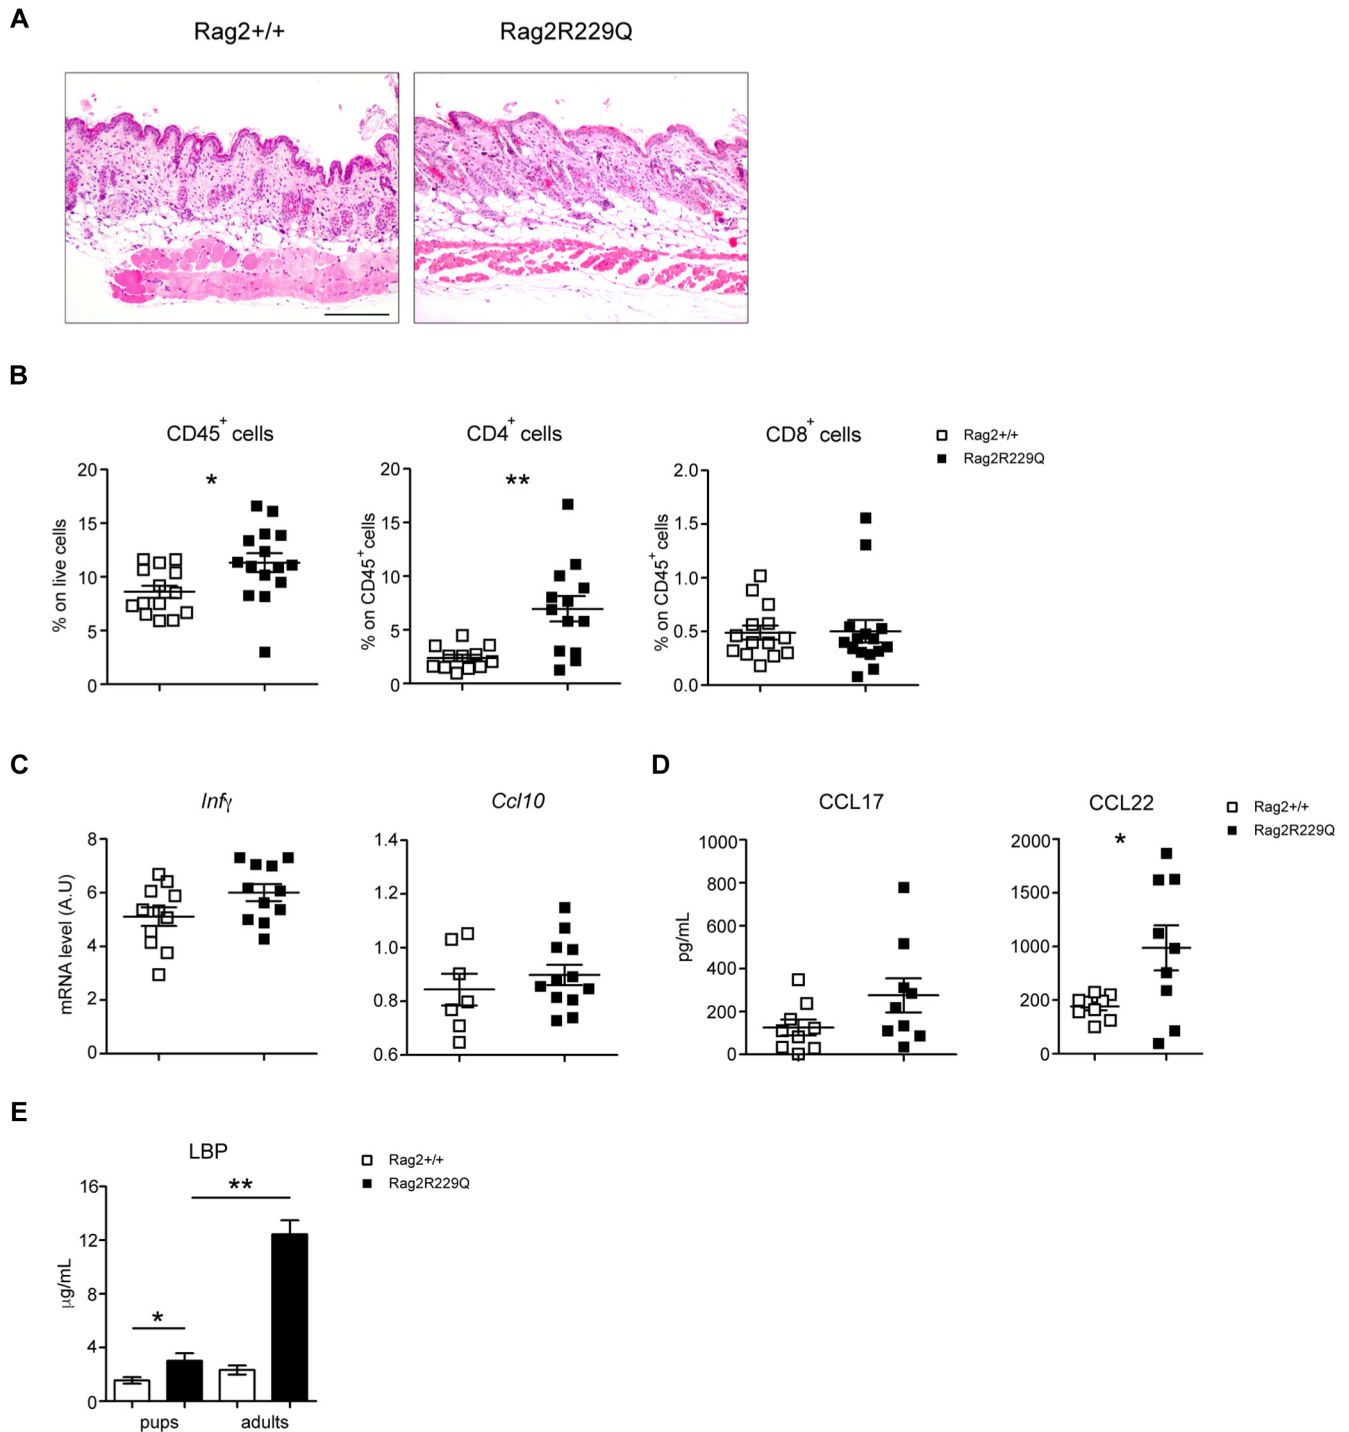 A
Rag2+/+
Rag2R229Q
B
CD45+ cells
% on live cells
20
15
10
5
0
*
CD4+ cells
% on CD45+ cells
20
15
10
5
0
**
CD8+ cells
% on CD45+ cells
2.0
1.5
1.0
0.5
0.0
Rag2+/+
Rag2R229Q
C
Infγ
mRNA level (A.U)
8
6
4
2
0
Ccl10
1.4
1.2
1.0
0.8
0.6
D
CCL17
pg/mL
1000
800
600
400
200
0
CCL22
*
2000
1500
1000
200
0
Rag2+/+
Rag2R229Q
E
LBP
µg/mL
16
12
8
4
0
*
**
pups
adults
Rag2+/+
Rag2R229Q